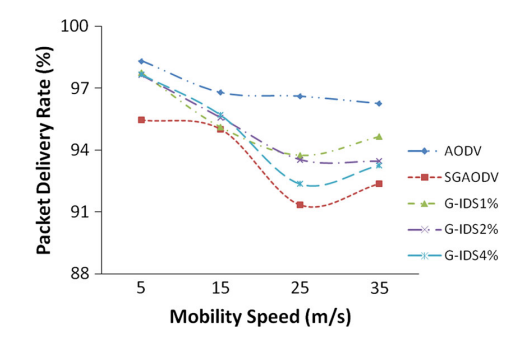 100
97
94
91
88
Packet Delivery Rate (%)
5 15 25 35
Mobility Speed (m/s)
AODV
SGAODV
G-IDS1%
G-IDS2%
G-IDS4%